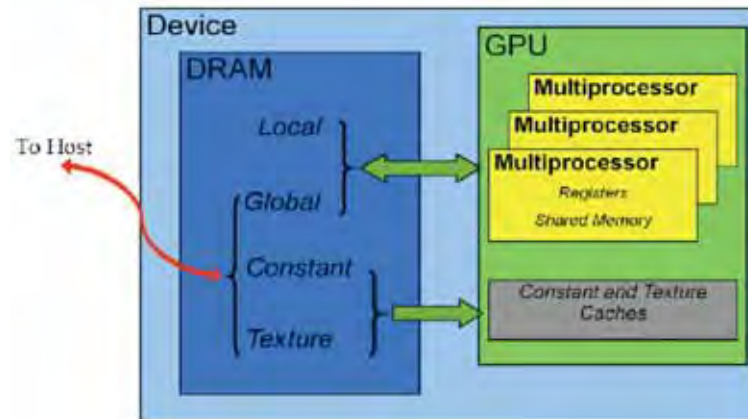 Device
DRAM
Local
Global
Constant
Texture
To Host
GPU
Multiprocessor
Multiprocessor
Multiprocessor
Registers
Shared Memory
Constant and Texture
Caches